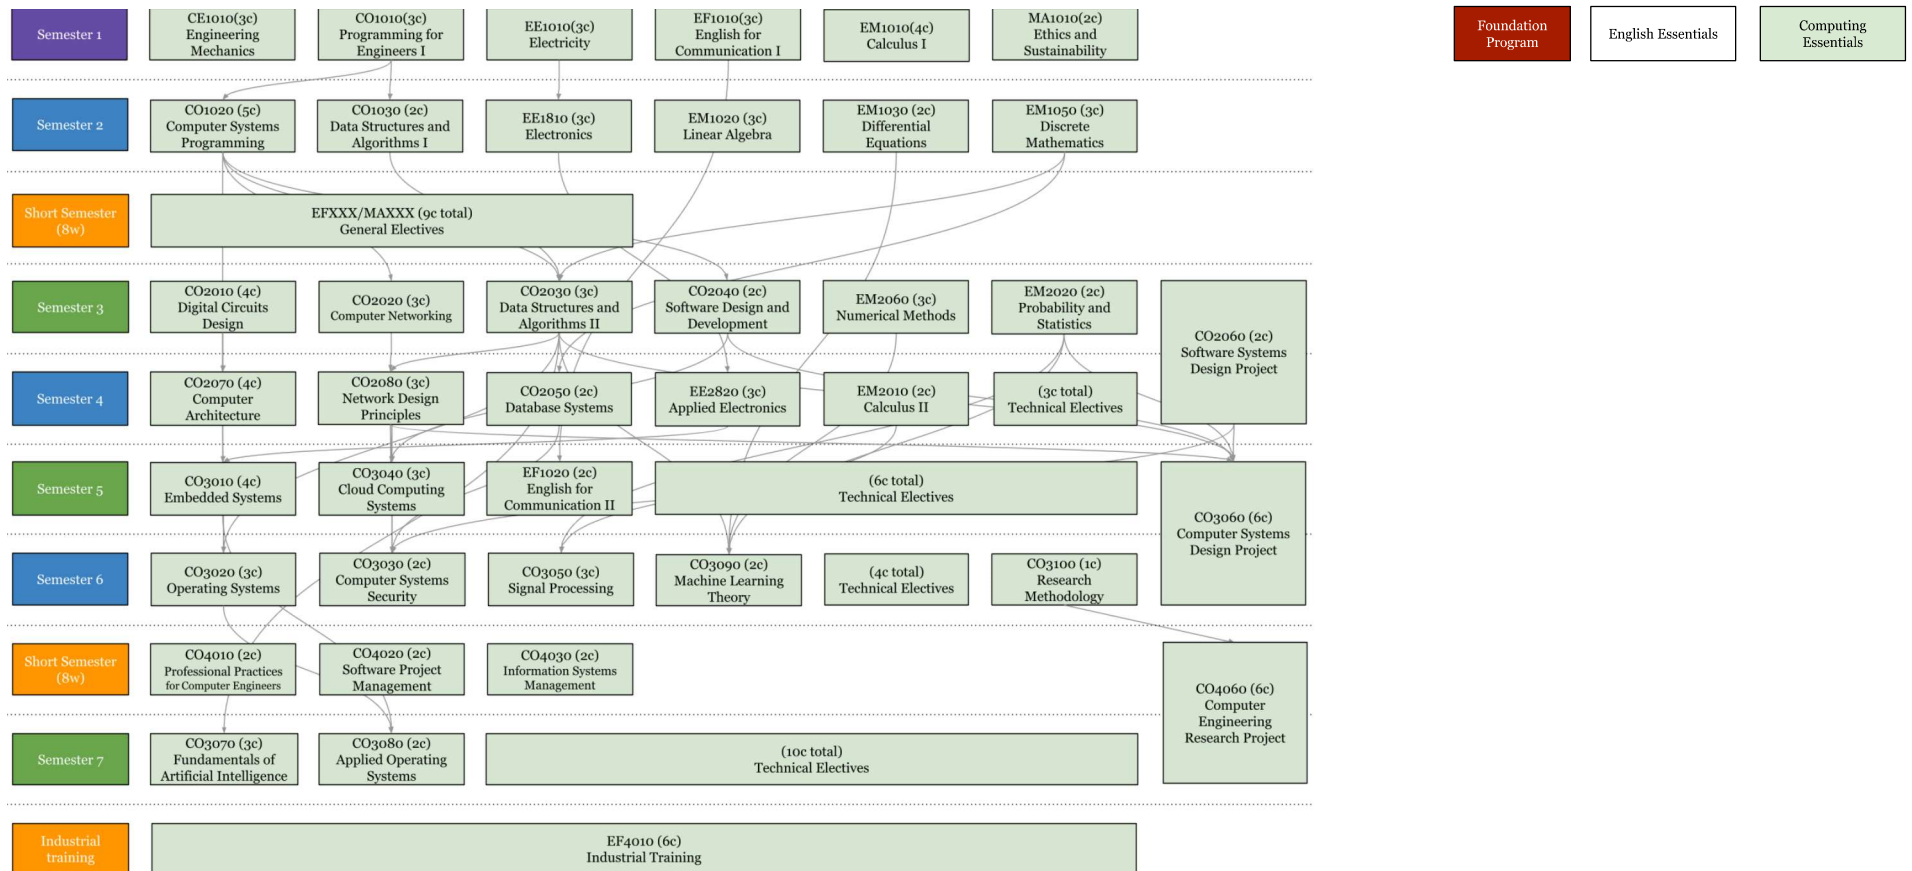 Semester 1
CE1010(3c)
Engineering
Mechanics
CO1010(3c)
Programming for
Engineers I
EE1010(3c)
Electricity
EF1010(3c)
English for
Communication I
EM1010(4c)
Calculus I
MA1010(2c)
Ethics and
Sustainability
Foundation
Program
English Essentials
Computing
Essentials
Semester 2
CO1020 (5c)
Computer Systems
Programming
CO1030 (2c)
Data Structures and
Algorithms I
EE1810 (3c)
Electronics
EM1020 (3c)
Linear Algebra
EM1030 (2c)
Differential
Equations
EM1050 (3c)
Discrete
Mathematics
Short Semester
(8w)
EFXXX/MAXXX (9c total)
General Electives
Semester 3
CO2010 (4c)
Digital Circuits
Design
CO2020 (3c)
Computer Networking
CO2030 (3c)
Data Structures and
Algorithms II
CO2040 (2c)
Software Design and
Development
EM2060 (3c)
Numerical Methods
EM2020 (2c)
Probability and
Statistics
CO2060 (2c)
Software Systems
Design Project
Semester 4
CO2070 (4c)
Computer
Architecture
CO2080 (3c)
Network Design
Principles
CO2050 (2c)
Database Systems
EE2820 (3c)
Applied Electronics
EM2010 (2c)
Calculus II
(3c total)
Technical Electives
Semester 5
CO3010 (4c)
Embedded Systems
CO3040 (3c)
Cloud Computing
Systems
EF1020 (2c)
English for
Communication II
(6c total)
Technical Electives
CO3060 (6c)
Computer Systems
Design Project
Semester 6
CO3020 (3c)
Operating Systems
CO3030 (2c)
Computer Systems
Security
CO3050 (3c)
Signal Processing
CO3090 (2c)
Machine Learning
Theory
(4c total)
Technical Electives
CO3100 (1c)
Research
Methodology
Short Semester
(8w)
CO4010 (2c)
Professional Practices
for Computer Engineers
CO4020 (2c)
Software Project
Management
CO4030 (2c)
Information Systems
Management
CO4060 (6c)
Computer
Engineering
Research Project
Semester 7
CO3070 (3c)
Fundamentals of
Artificial Intelligence
CO3080 (2c)
Applied Operating
Systems
(10c total)
Technical Electives
Industrial
training
EF4010 (6c)
Industrial Training